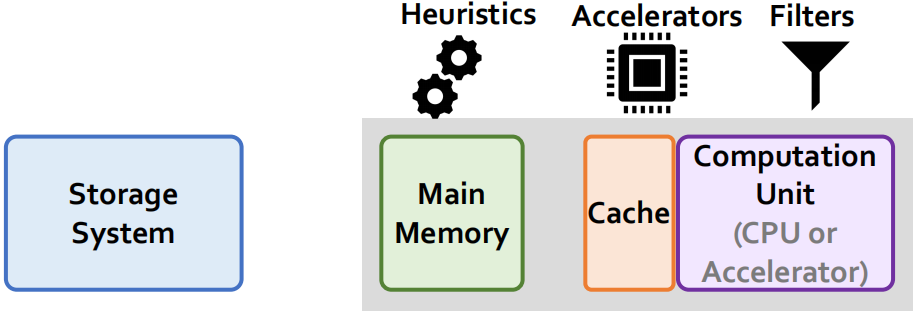 Heuristics
Accelerators
Filters
Storage
System
Main
Memory
Cache
Computation
Unit
(CPU or
Accelerator)